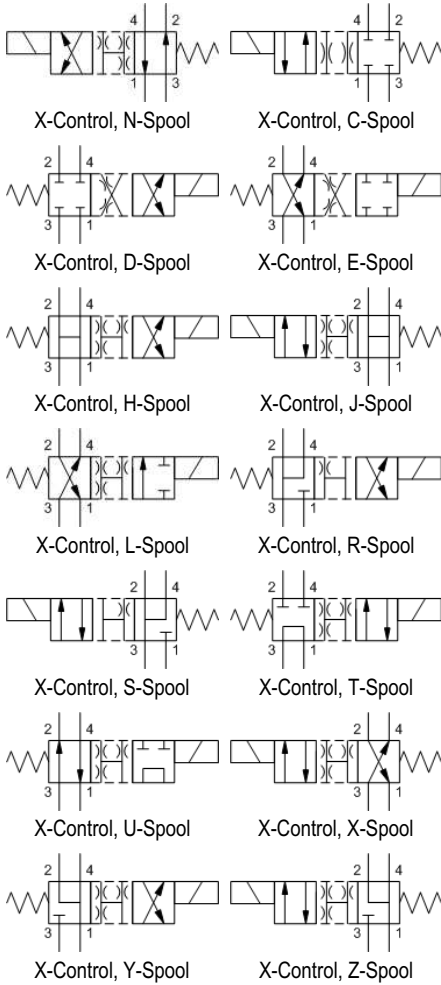 4 2 4 2
1 3 1 3
X-Control, N-Spool X-Control, C-Spool
2 4 2 4
3 1 3 1
X-Control, D-Spool X-Control, E-Spool
2 4 2 4
3 1 3 1
X-Control, H-Spool X-Control, J-Spool
2 4 2 4
3 1 3 1
X-Control, L-Spool X-Control, R-Spool
2 4 2 4
3 1 3 1
X-Control, S-Spool X-Control, T-Spool
2 4 2 4
3 1 3 1
X-Control, U-Spool X-Control, X-Spool
2 4 2 4
3 1 3 1
X-Control, Y-Spool X-Control, Z-Spool